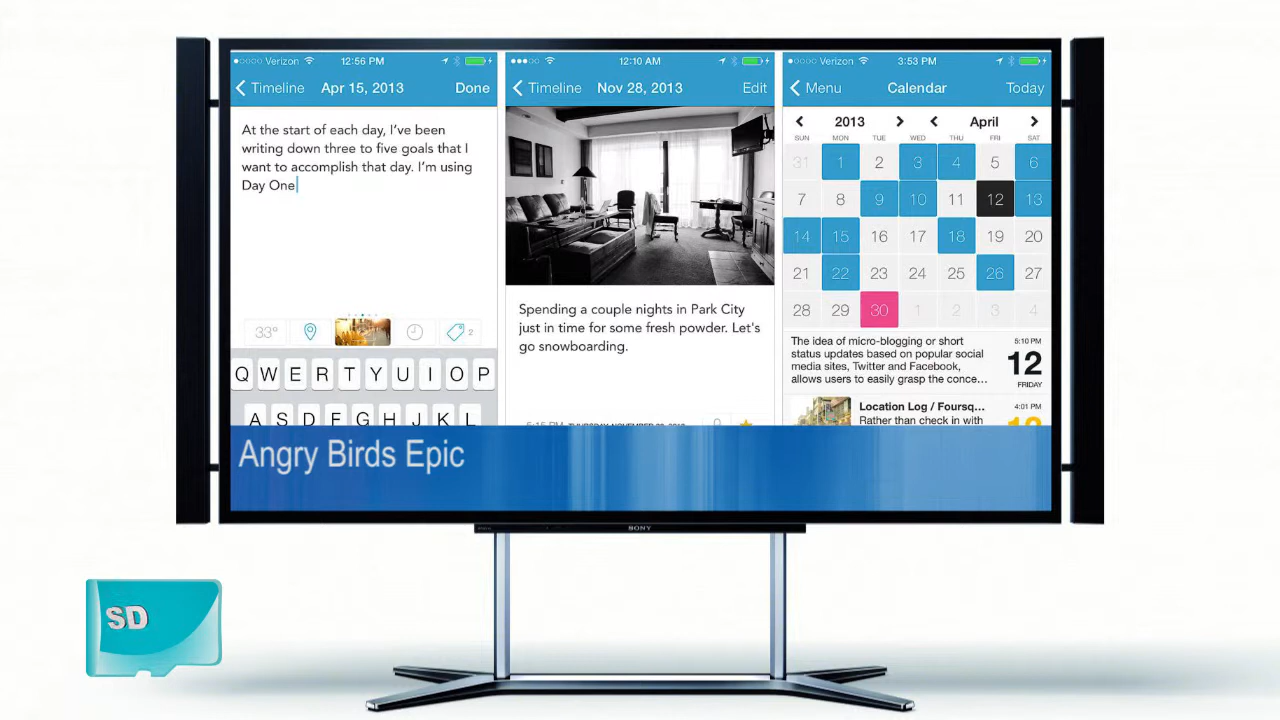 Verizon 12:56 PM
Timeline Apr 15, 2013 Done
At the start of each day, I've been
writing down three to five goals that I
want to accomplish that day. I'm using
Day One
33°
2
Q W E R T Y U I O P
A S D F G H J K L
12:10 AM
Timeline Nov 28, 2013 Edit
Spending a couple nights in Park City
just in time for some fresh powder. Let's
go snowboarding.
Verizon 3:53 PM
Menu Calendar Today
2013 April
SUN MON TUE WED THU FRI SAT
31 1 2 3 4 5 6
7 8 9 10 11 12 13
14 15 16 17 18 19 20
21 22 23 24 25 26 27
28 29 30 1 2 3 4
The idea of micro-blogging or short
status updates based on popular social
media sites, Twitter and Facebook,
allows users to easily grasp the conce...
5:10 PM
12
FRIDAY
Location Log / Foursq...
Rather than check in with
4:01 PM
Angry Birds Epic
SONY
SD